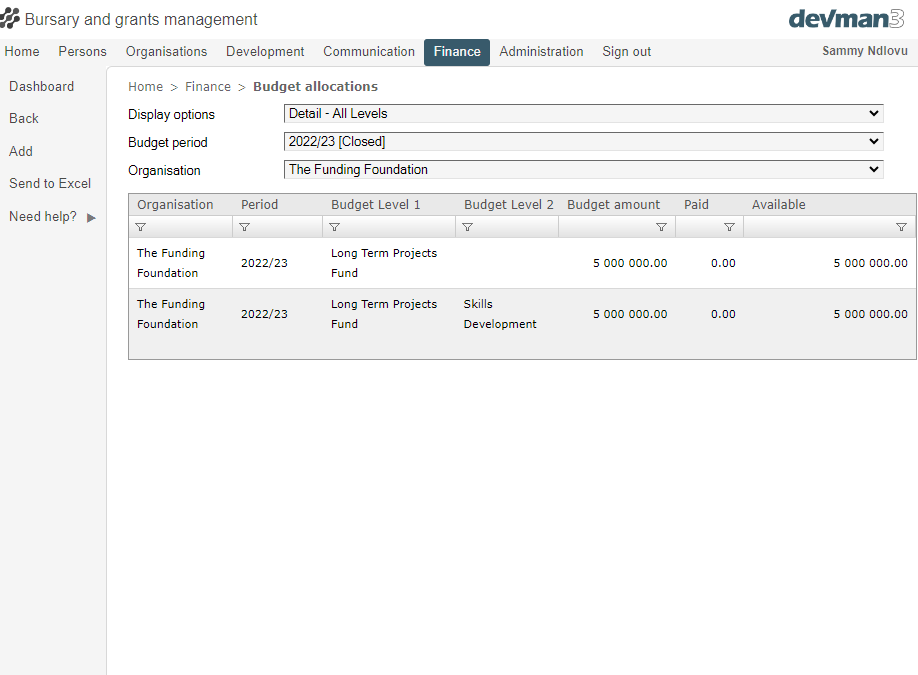 Bursary and grants management
devman3
Home Persons Organisations Development Communication Finance Administration Sign out Sammy Ndlovu
Dashboard
Back
Add
Send to Excel
Need help?
Home > Finance > Budget allocations
Display options Detail - All Levels
Budget period 2022/23 [Closed]
Organisation The Funding Foundation
Organisation Period Budget Level 1 Budget Level 2 Budget amount Paid Available
The Funding Foundation 2022/23 Long Term Projects Fund 5 000 000.00 0.00 5 000 000.00
The Funding Foundation 2022/23 Long Term Projects Fund Skills Development 5 000 000.00 0.00 5 000 000.00